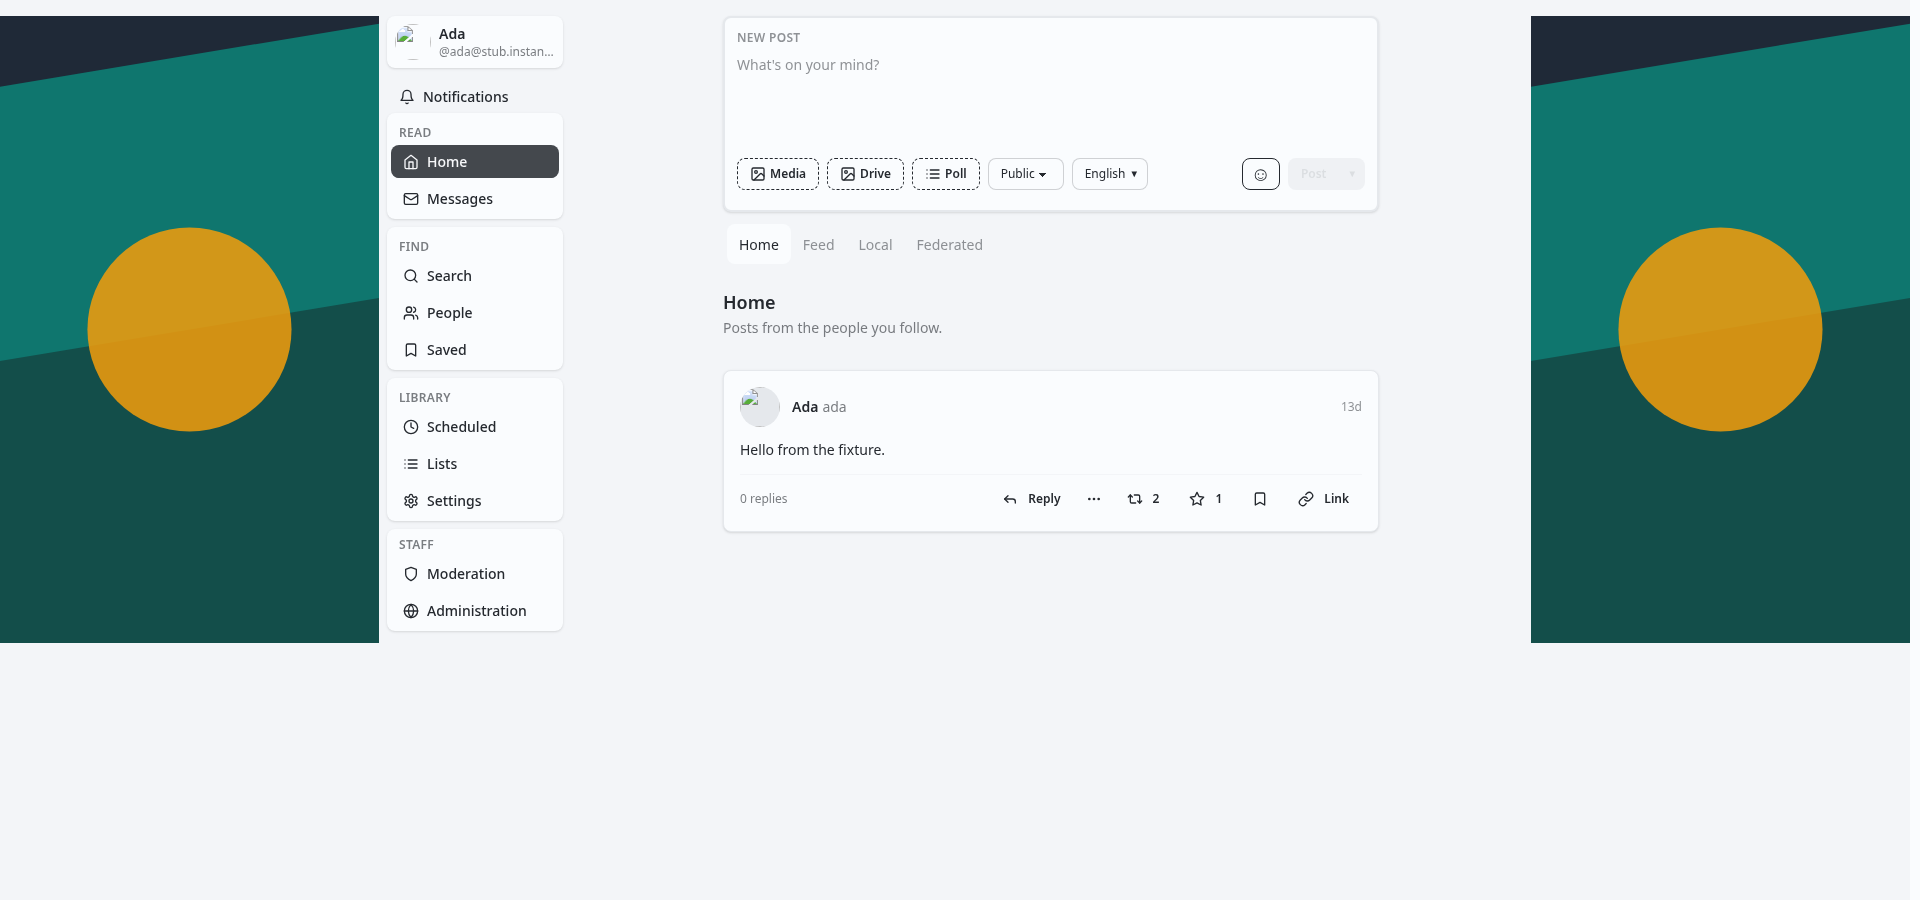 Ada
@ada@stub.instan...
Notifications
READ
Home
Messages
FIND
Search
People
Saved
LIBRARY
Scheduled
Lists
Settings
STAFF
Moderation
Administration
NEW POST
What's on your mind?
Media Drive Poll Public English Post
Home Feed Local Federated
Home
Posts from the people you follow.
Ada ada 13d
Hello from the fixture.
0 replies Reply 2 1 Link